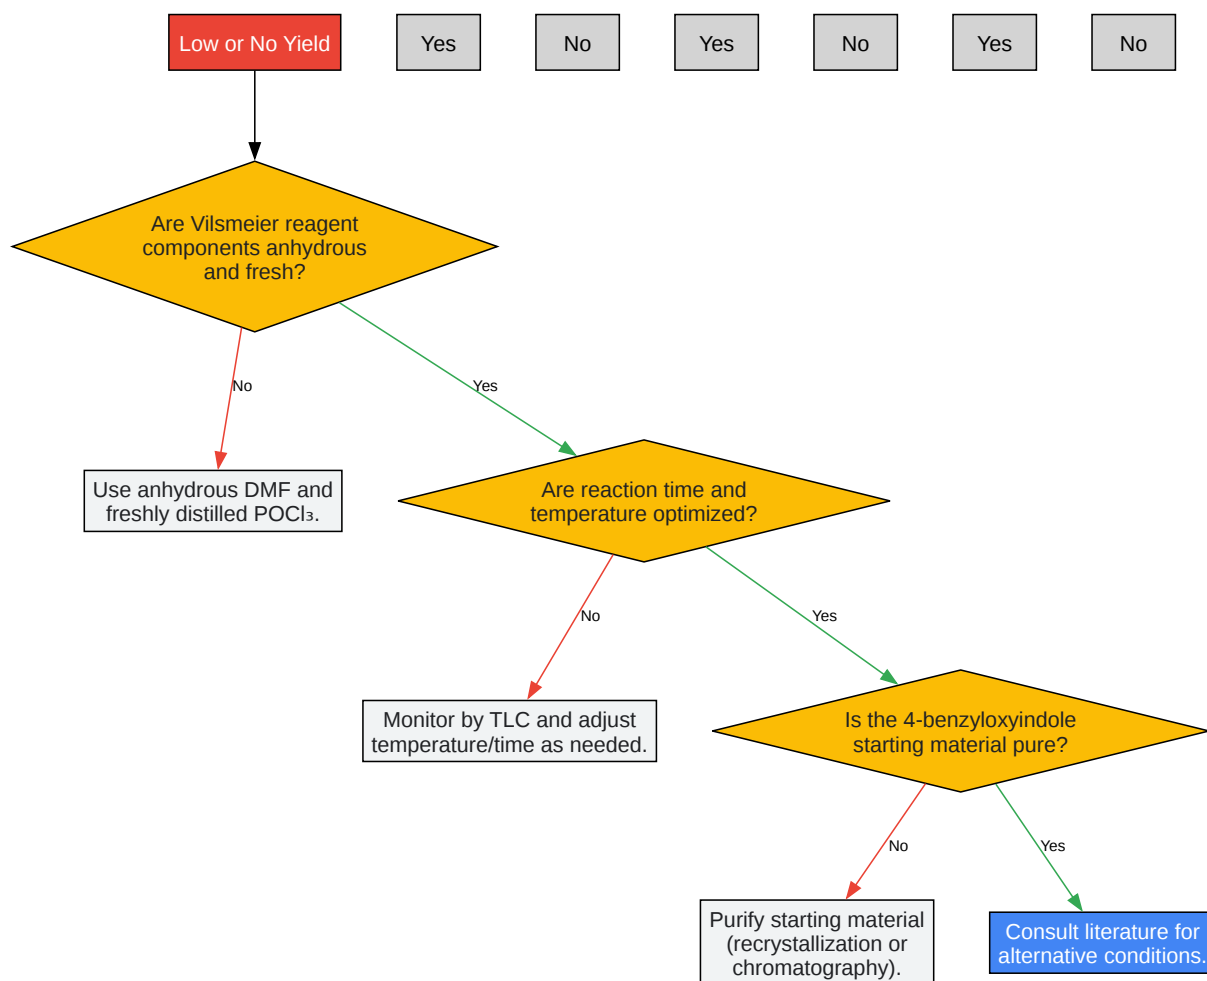 Low or No Yield
Yes
No
Yes
No
Yes
No
Are Vilsmeier reagent
components anhydrous
and fresh?
No
Yes
Use anhydrous DMF and
freshly distilled POCl₃.
Are reaction time and
temperature optimized?
No
Yes
Monitor by TLC and adjust
temperature/time as needed.
Is the 4-benzyloxyindole
starting material pure?
No
Yes
Purify starting material
(recrystallization or
chromatography).
Consult literature for
alternative conditions.